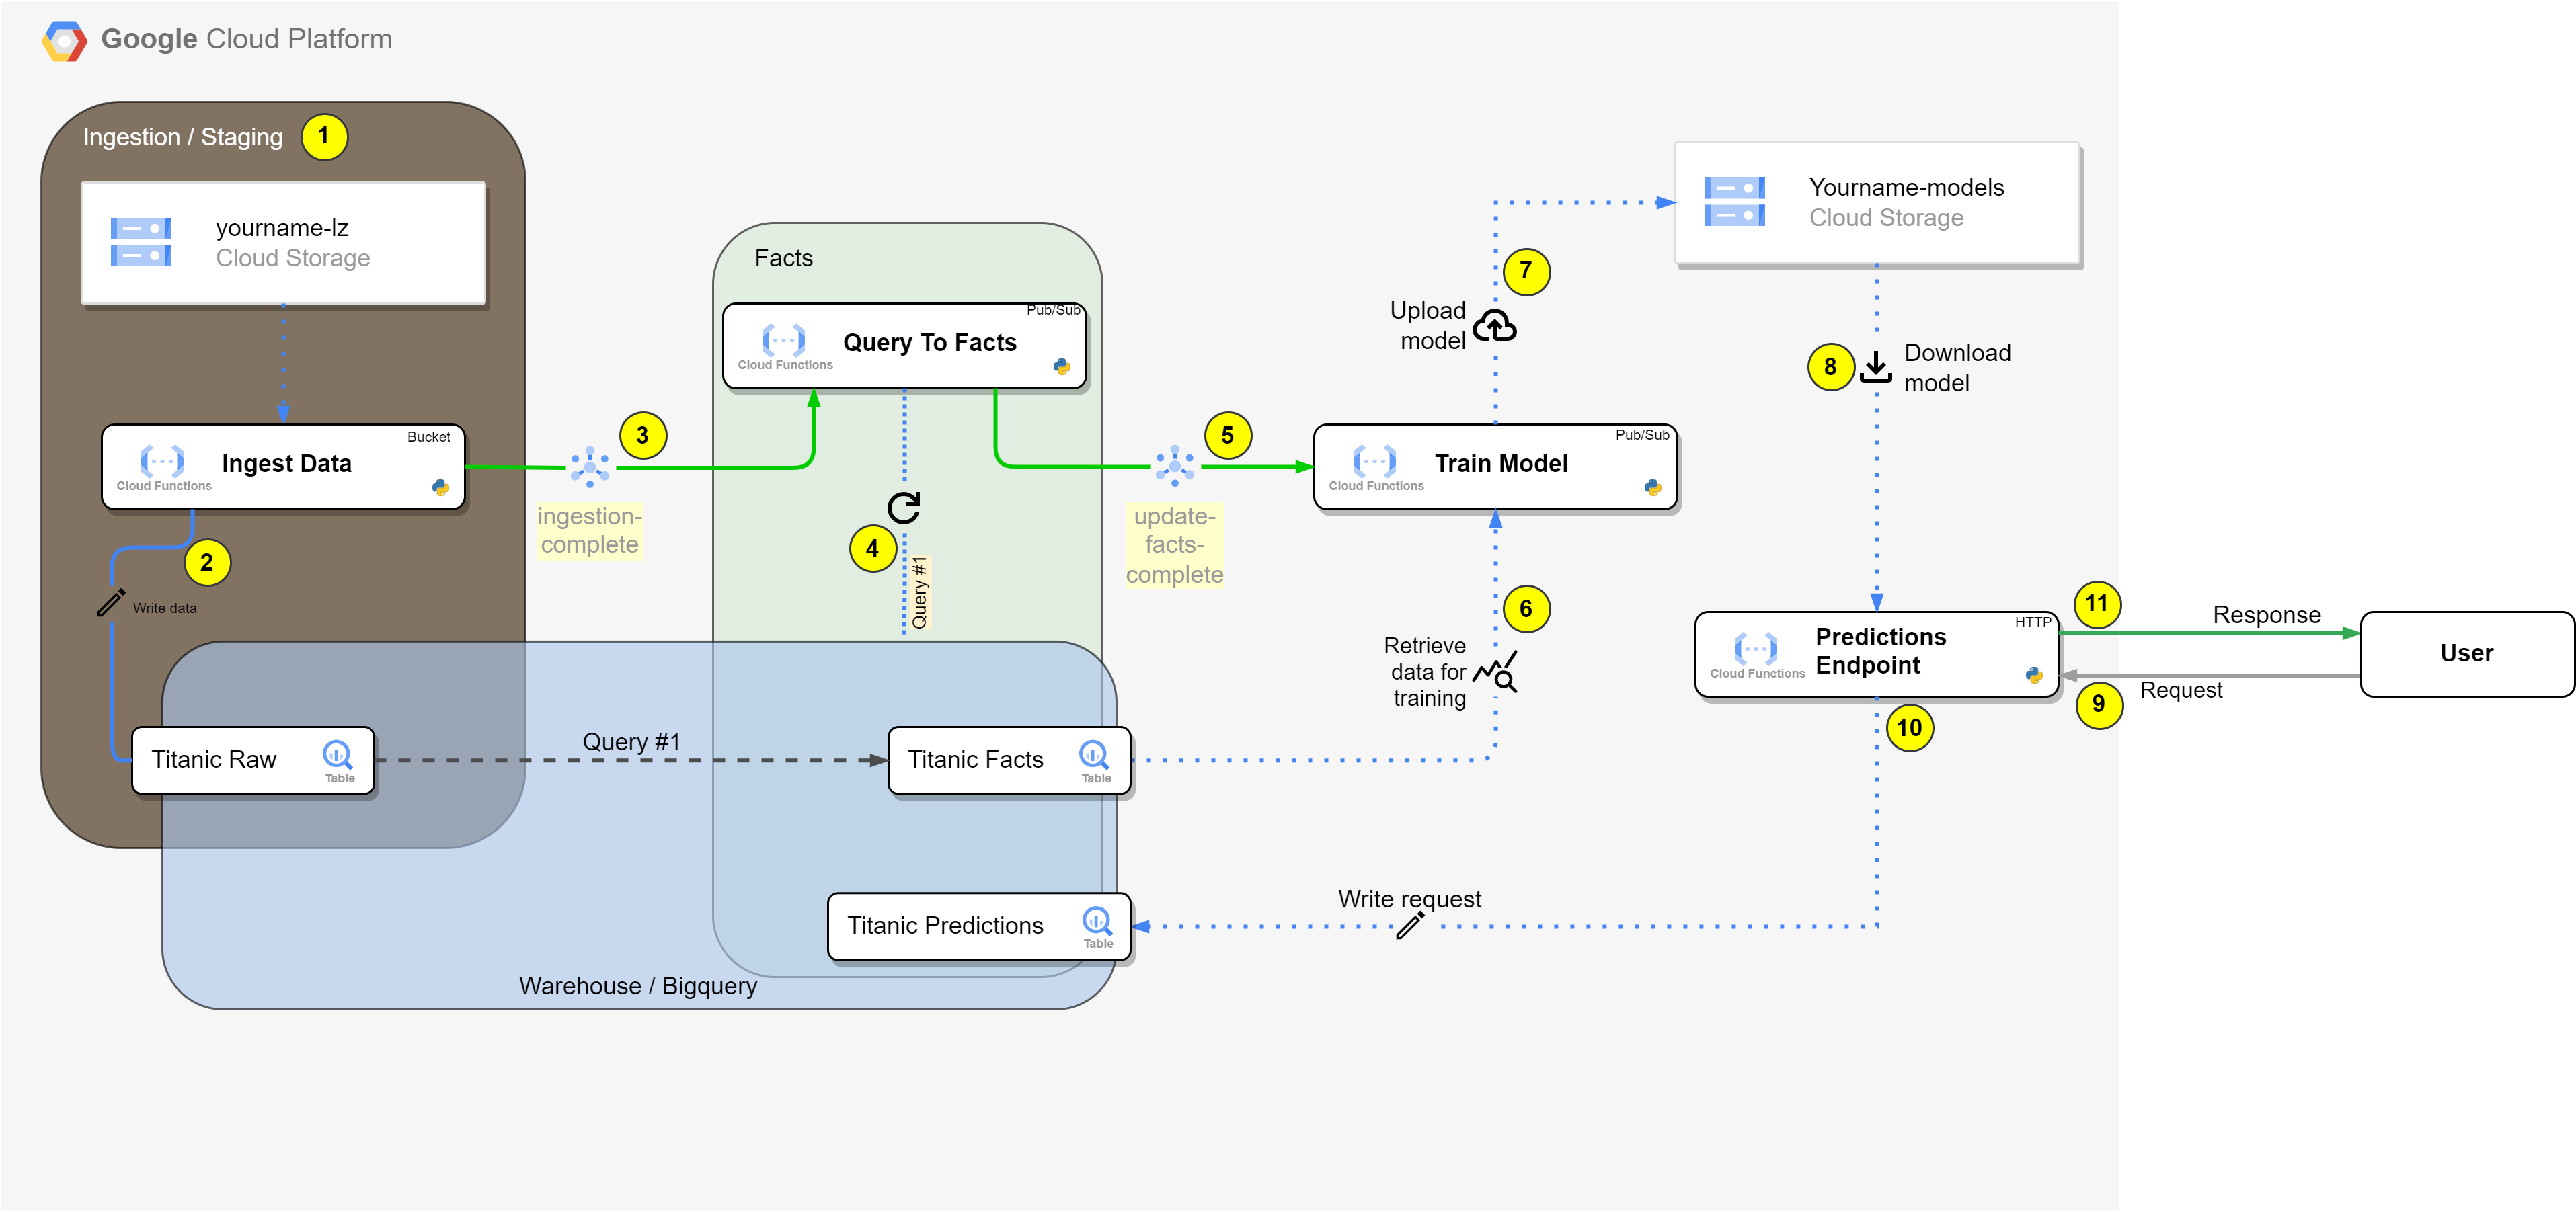 Google Cloud Platform
Ingestion / Staging
1
yourname-lz
Cloud Storage
Bucket
Ingest Data
Cloud Functions
2
Write data
3
ingestion-
complete
Facts
Pub/Sub
Query To Facts
Cloud Functions
4
Query #1
5
update-
facts-
complete
Pub/Sub
Train Model
Cloud Functions
6
Retrieve
data for
training
7
Upload
model
Yourname-models
Cloud Storage
8
Download
model
HTTP
Predictions
Endpoint
Cloud Functions
11
Response
User
9
Request
10
Titanic Raw
Table
Query #1
Titanic Facts
Table
Titanic Predictions
Table
Write request
Warehouse / Bigquery